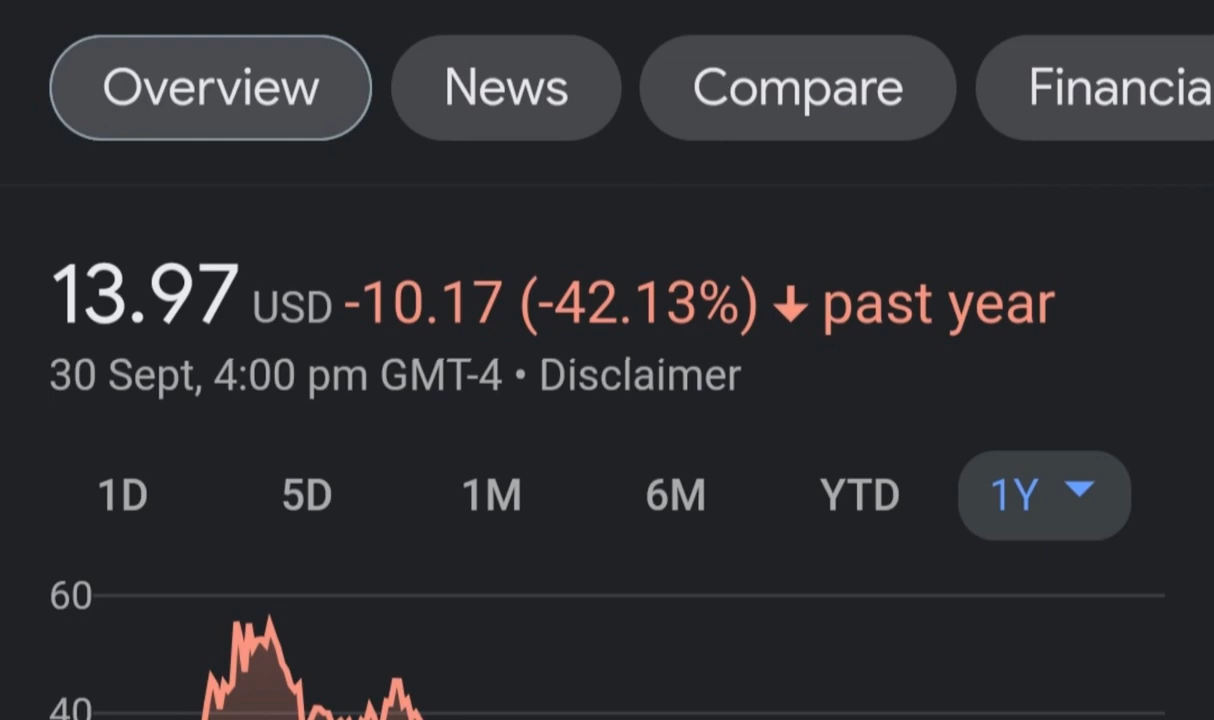 Overview News Compare Financia
13.97 USD -10.17 (-42.13%) ↓ past year
30 Sept, 4:00 pm GMT-4 • Disclaimer
1D 5D 1M 6M YTD 1Y
60
40